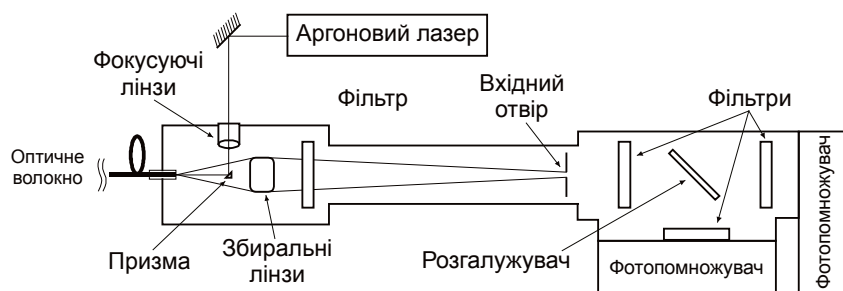 Аргоновий лазер
Фокусуючі
лінзи
Фільтр
Вхідний
отвір
Фільтри
Оптичне
волокно
Призма
Збиральні
лінзи
Розгалужувач
Фотопомножувач
Фотопомножувач